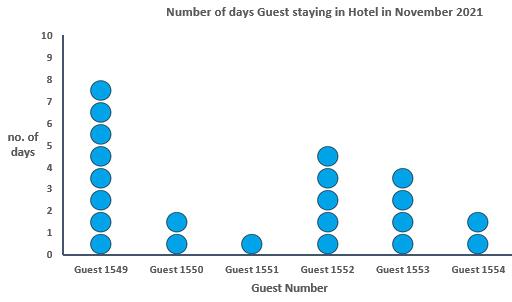 Number of days Guest staying in Hotel in November 2021
10
9
8
7
6
5
4
3
2
1
0
no. of
days
Guest 1549 Guest 1550 Guest 1551 Guest 1552 Guest 1553 Guest 1554
Guest Number